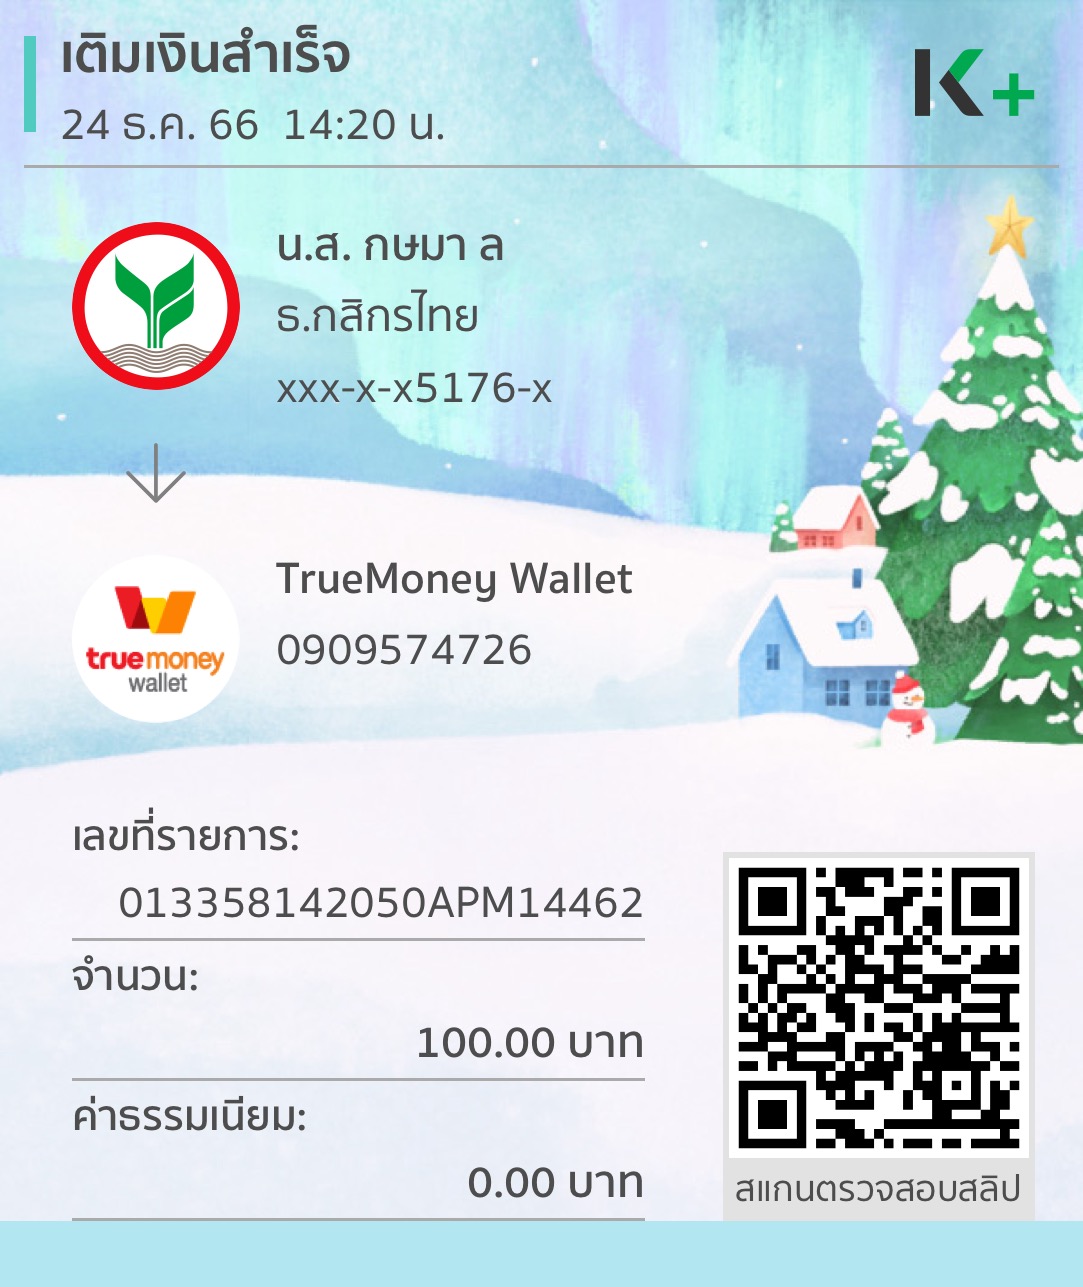 เติมเงินสำเร็จ
24 ธ.ค. 66 14:20 น.
K+
น.ส. กษมา ล
ธ.กสิกรไทย
xxx-x-x5176-x
TrueMoney Wallet
0909574726
truemoney
wallet
เลขที่รายการ:
013358142050APM14462
จำนวน:
100.00 บาท
ค่าธรรมเนียม:
0.00 บาท
สแกนตรวจสอบสลิป